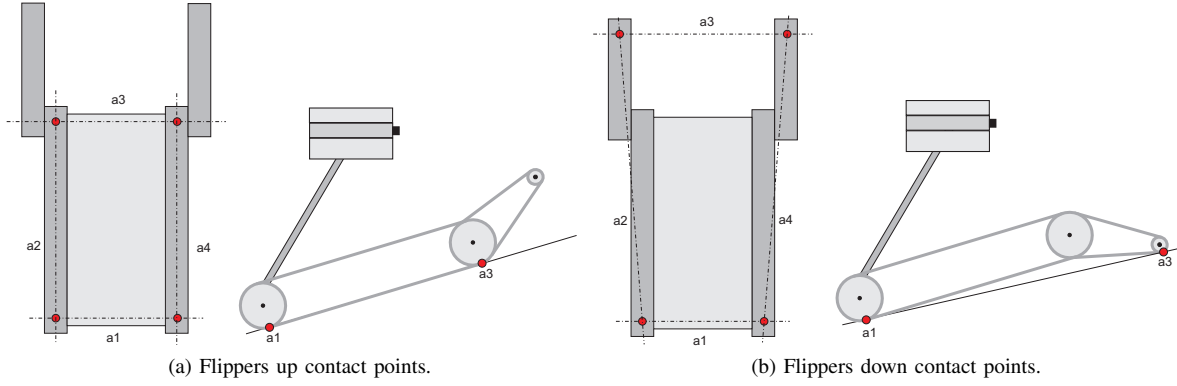 a3
a2
a4
a1
a1
a3
(a) Flippers up contact points.
a3
a2
a4
a1
a1
a3
(b) Flippers down contact points.